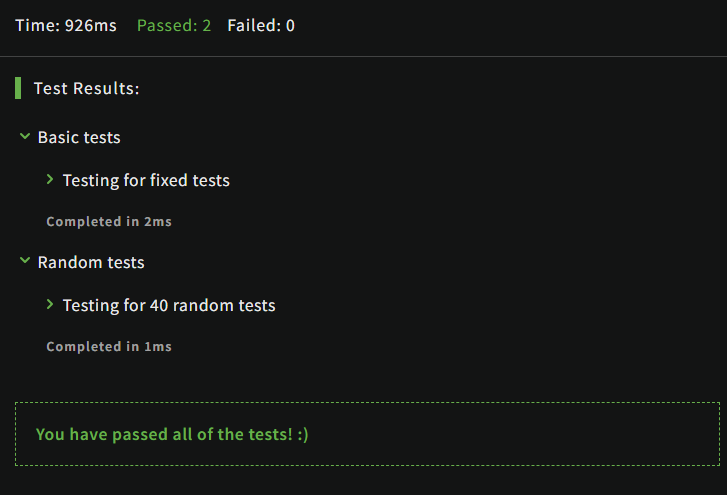 Time: 926ms Passed: 2 Failed: 0
Test Results:
Basic tests
Testing for fixed tests
Completed in 2ms
Random tests
Testing for 40 random tests
Completed in 1ms
You have passed all of the tests! :)